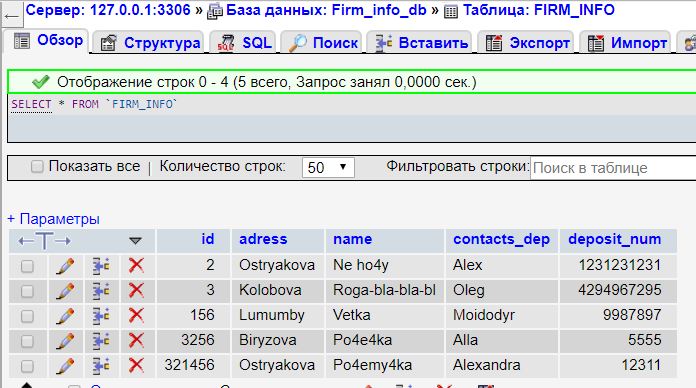 Сервер: 127.0.0.1:3306 » База данных: Firm_info_db » Таблица: FIRM_INFO
Обзор Структура SQL Поиск Вставить Экспорт Импорт
Отображение строк 0 - 4 (5 всего, Запрос занял 0,0000 сек.)
SELECT * FROM `FIRM_INFO`
Показать все | Количество строк: 50 Фильтровать строки: Поиск в таблице
+ Параметры
id adress name contacts_dep deposit_num
2 Ostryakova Ne ho4y Alex 1231231231
3 Kolobova Roga-bla-bla-bl Oleg 4294967295
156 Lumumby Vetka Moidodyr 9987897
3256 Biryzova Po4e4ka Alla 5555
321456 Ostryakova Po4emy4ka Alexandra 12311